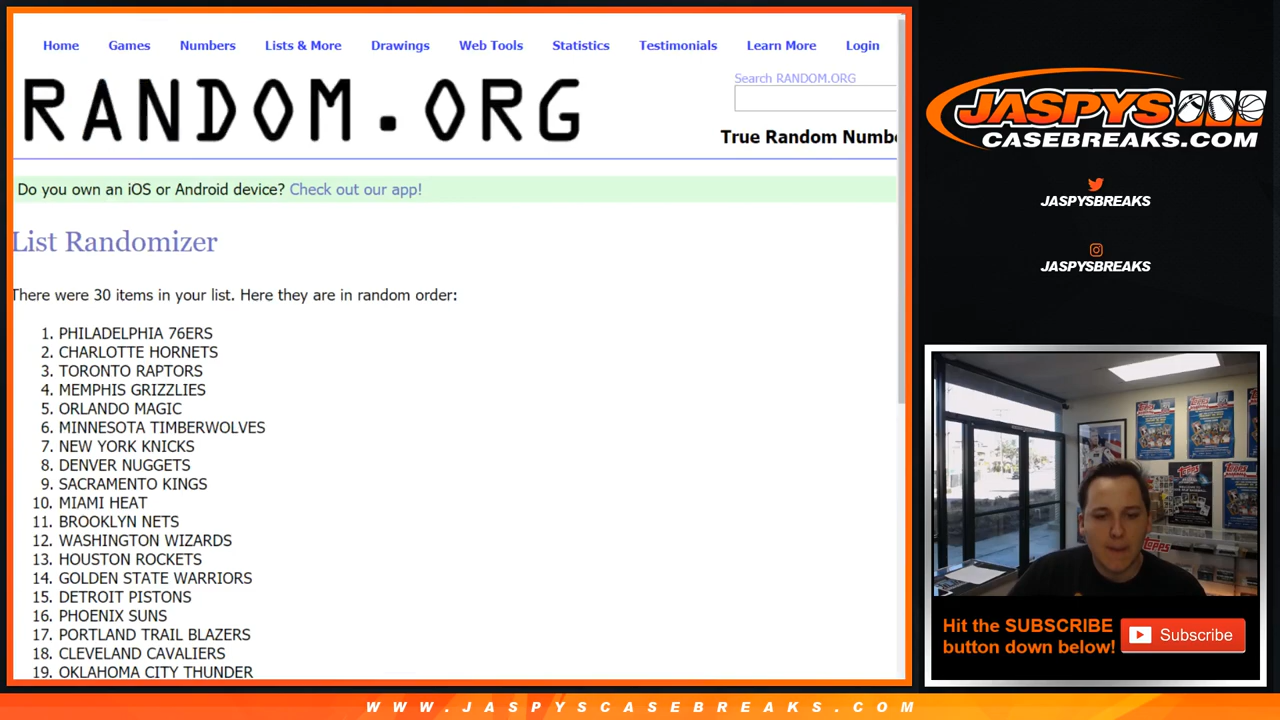 Home Games Numbers Lists & More Drawings Web Tools Statistics Testimonials Learn More Login
RANDOM.ORG
Search RANDOM.ORG
True Random Numbe
Do you own an iOS or Android device? Check out our app!
List Randomizer
There were 30 items in your list. Here they are in random order:
1. PHILADELPHIA 76ERS
2. CHARLOTTE HORNETS
3. TORONTO RAPTORS
4. MEMPHIS GRIZZLIES
5. ORLANDO MAGIC
6. MINNESOTA TIMBERWOLVES
7. NEW YORK KNICKS
8. DENVER NUGGETS
9. SACRAMENTO KINGS
10. MIAMI HEAT
11. BROOKLYN NETS
12. WASHINGTON WIZARDS
13. HOUSTON ROCKETS
14. GOLDEN STATE WARRIORS
15. DETROIT PISTONS
16. PHOENIX SUNS
17. PORTLAND TRAIL BLAZERS
18. CLEVELAND CAVALIERS
19. OKLAHOMA CITY THUNDER
JASPYS
CASEBREAKS.COM
JASPYSBREAKS
JASPYSBREAKS
Topps
Topps
TOPPS
Hit the SUBSCRIBE
button down below!
Subscribe
WWW.JASPYSCASEBREAKS.COM